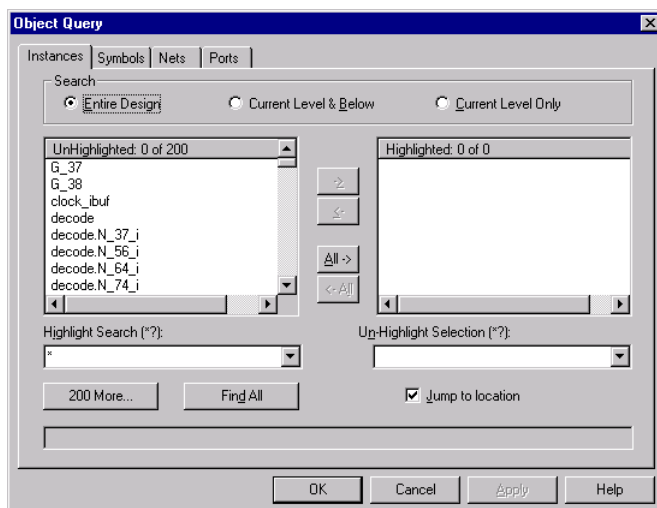 Object Query
Instances Symbols Nets Ports
Search
Entire Design Current Level & Below Current Level Only
UnHighlighted: 0 of 200
G_37
G_38
clock_ibuf
decode
decode.N_37_i
decode.N_56_i
decode.N_64_i
decode.N_74_i
->
<-
All ->
<- All
Highlighted: 0 of 0
Highlight Search (*?):
*
Un-Highlight Selection (*?):
200 More... Find All Jump to location
OK Cancel Apply Help